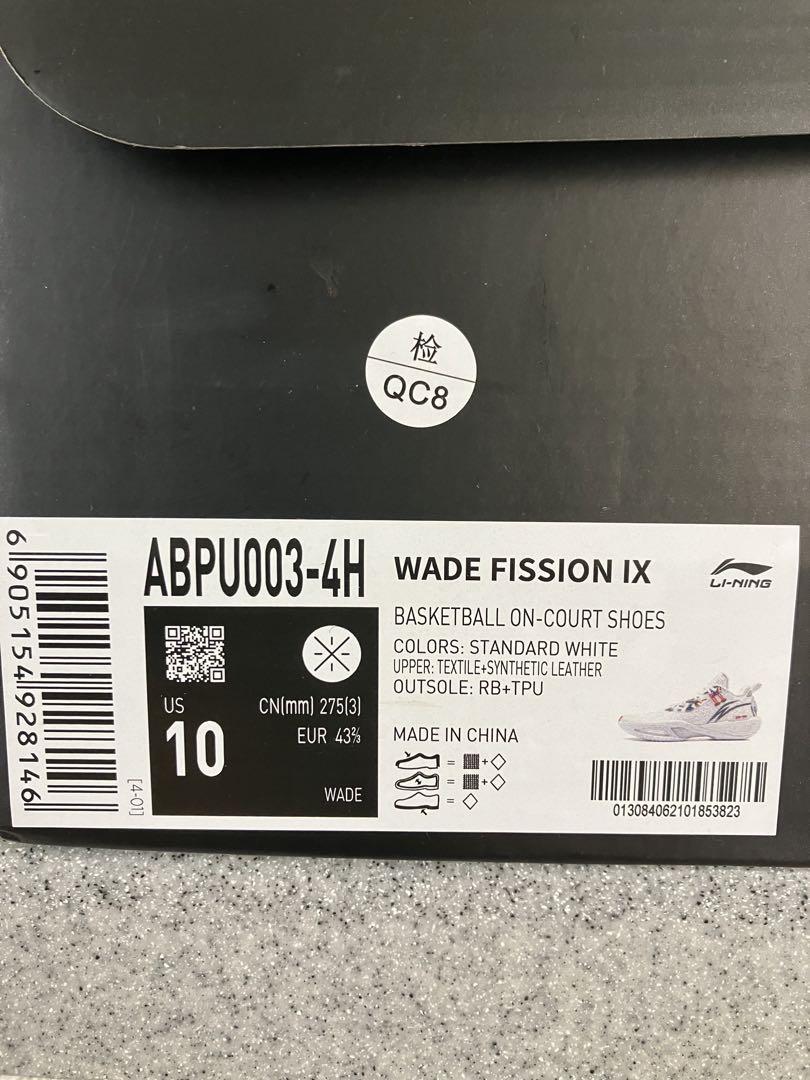 检
QC8
6 905154 928146
[4-01]
ABPU003-4H
US
10
CN(mm) 275(3)
EUR 43⅔
WADE
WADE FISSION IX
LI-NING
BASKETBALL ON-COURT SHOES
COLORS: STANDARD WHITE
UPPER: TEXTILE+SYNTHETIC LEATHER
OUTSOLE: RB+TPU
MADE IN CHINA
013084062101853823